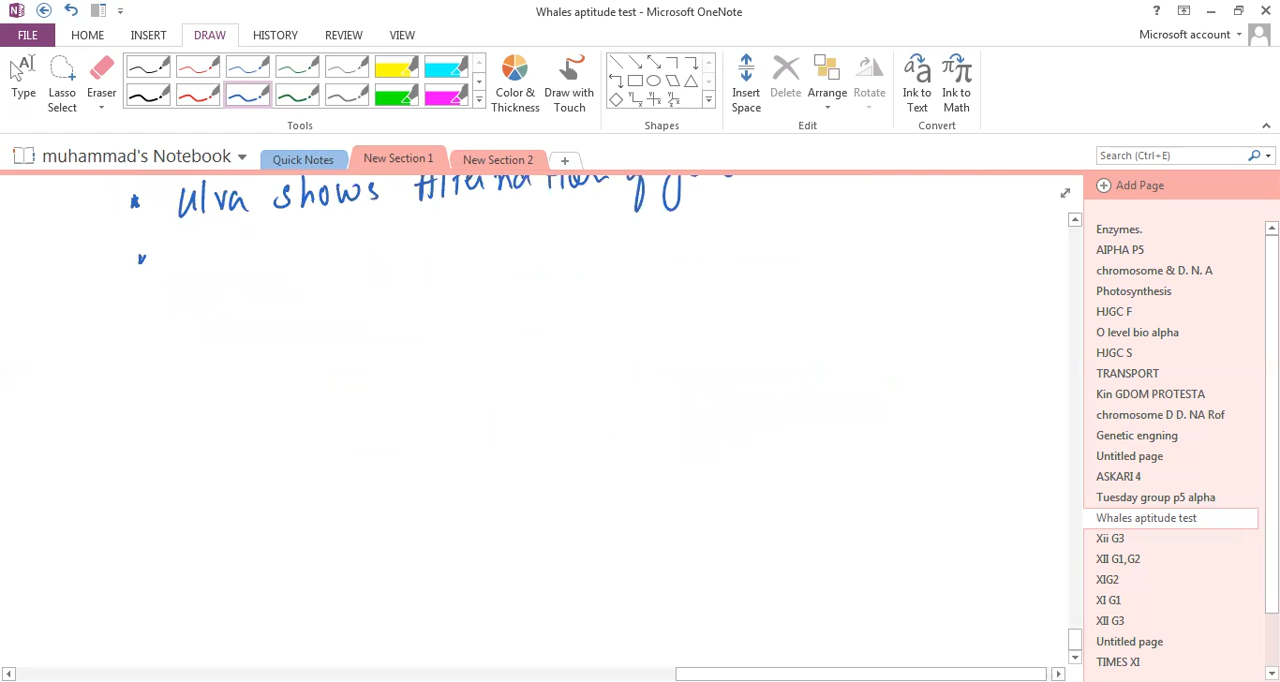 Whales aptitude test - Microsoft OneNote
?
FILE HOME INSERT DRAW HISTORY REVIEW VIEW
Microsoft account
Type
Lasso Select
Eraser
Color & Thickness
Draw with Touch
Insert Space
Delete
Arrange
Rotate
Ink to Text
Ink to Math
Tools
Shapes
Edit
Convert
muhammad's Notebook
Quick Notes
New Section 1
New Section 2
Search (Ctrl+E)
Add Page
ulva shows Alternation of
Enzymes.
AlPHA P5
chromosome & D. N. A
Photosynthesis
HJGC F
O level bio alpha
HJGC S
TRANSPORT
Kin GDOM PROTESTA
chromosome D D. NA Rof
Genetic engning
Untitled page
ASKARI 4
Tuesday group p5 alpha
Whales aptitude test
Xii G3
XII G1,G2
XIG2
XI G1
XII G3
Untitled page
TIMES XI